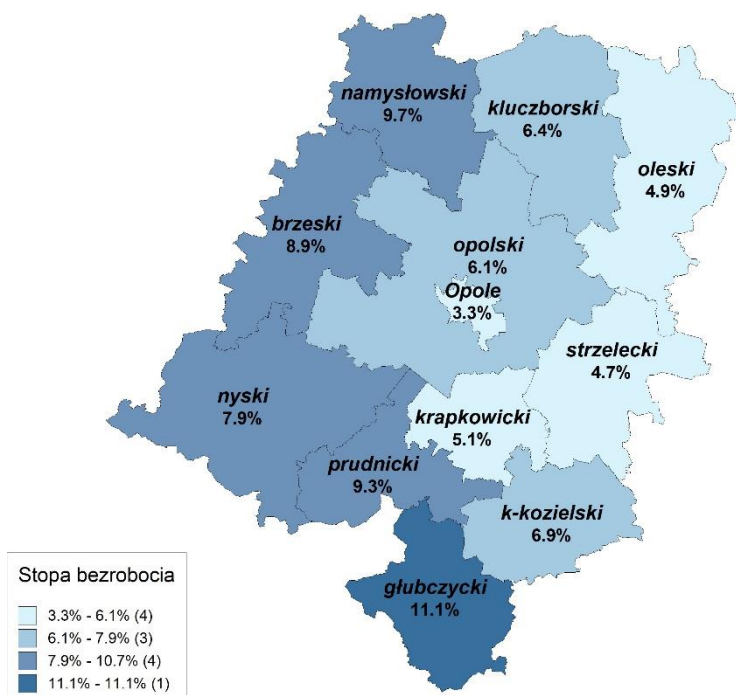 namysłowski
9.7%
kluczborski
6.4%
oleski
4.9%
brzeski
8.9%
opolski
6.1%
Opole
3.3%
strzelecki
4.7%
nyski
7.9%
krapkowicki
5.1%
prudnicki
9.3%
k-kozielski
6.9%
głubczycki
11.1%
Stopa bezrobocia
3.3% - 6.1% (4)
6.1% - 7.9% (3)
7.9% - 10.7% (4)
11.1% - 11.1% (1)